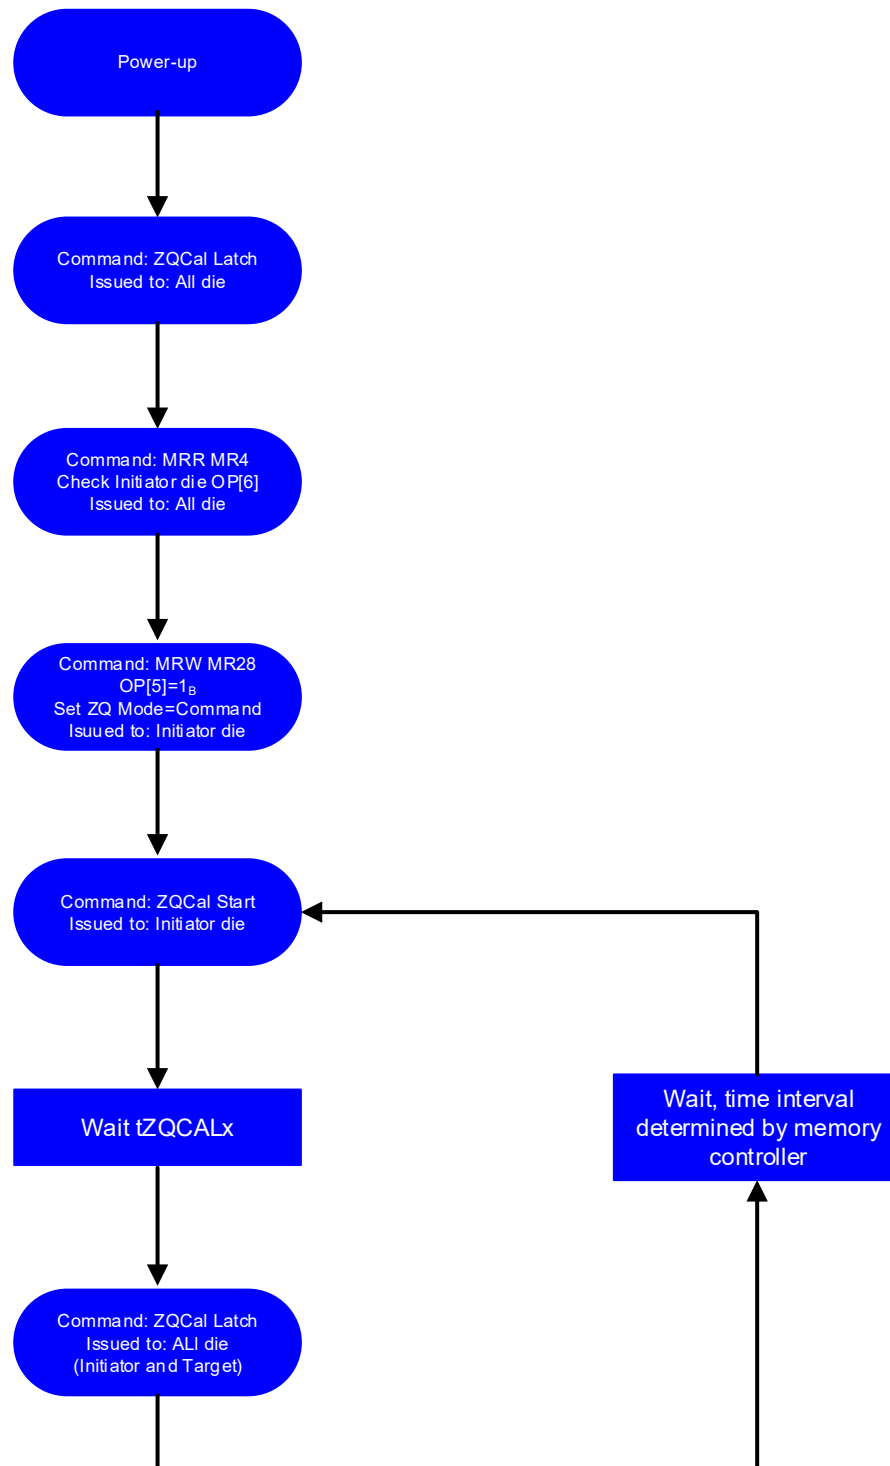 Power-up
Command: ZQCal Latch
Issued to: All die
Command: MRR MR4
Check Initiator die OP[6]
Issued to: All die
Command: MRW MR28
OP[5]=1B
Set ZQ Mode=Command
Isuued to: Initiator die
Command: ZQCal Start
Issued to: Initiator die
Wait tZQCALx
Wait, time interval
determined by memory
controller
Command: ZQCal Latch
Issued to: ALl die
(Initiator and Target)